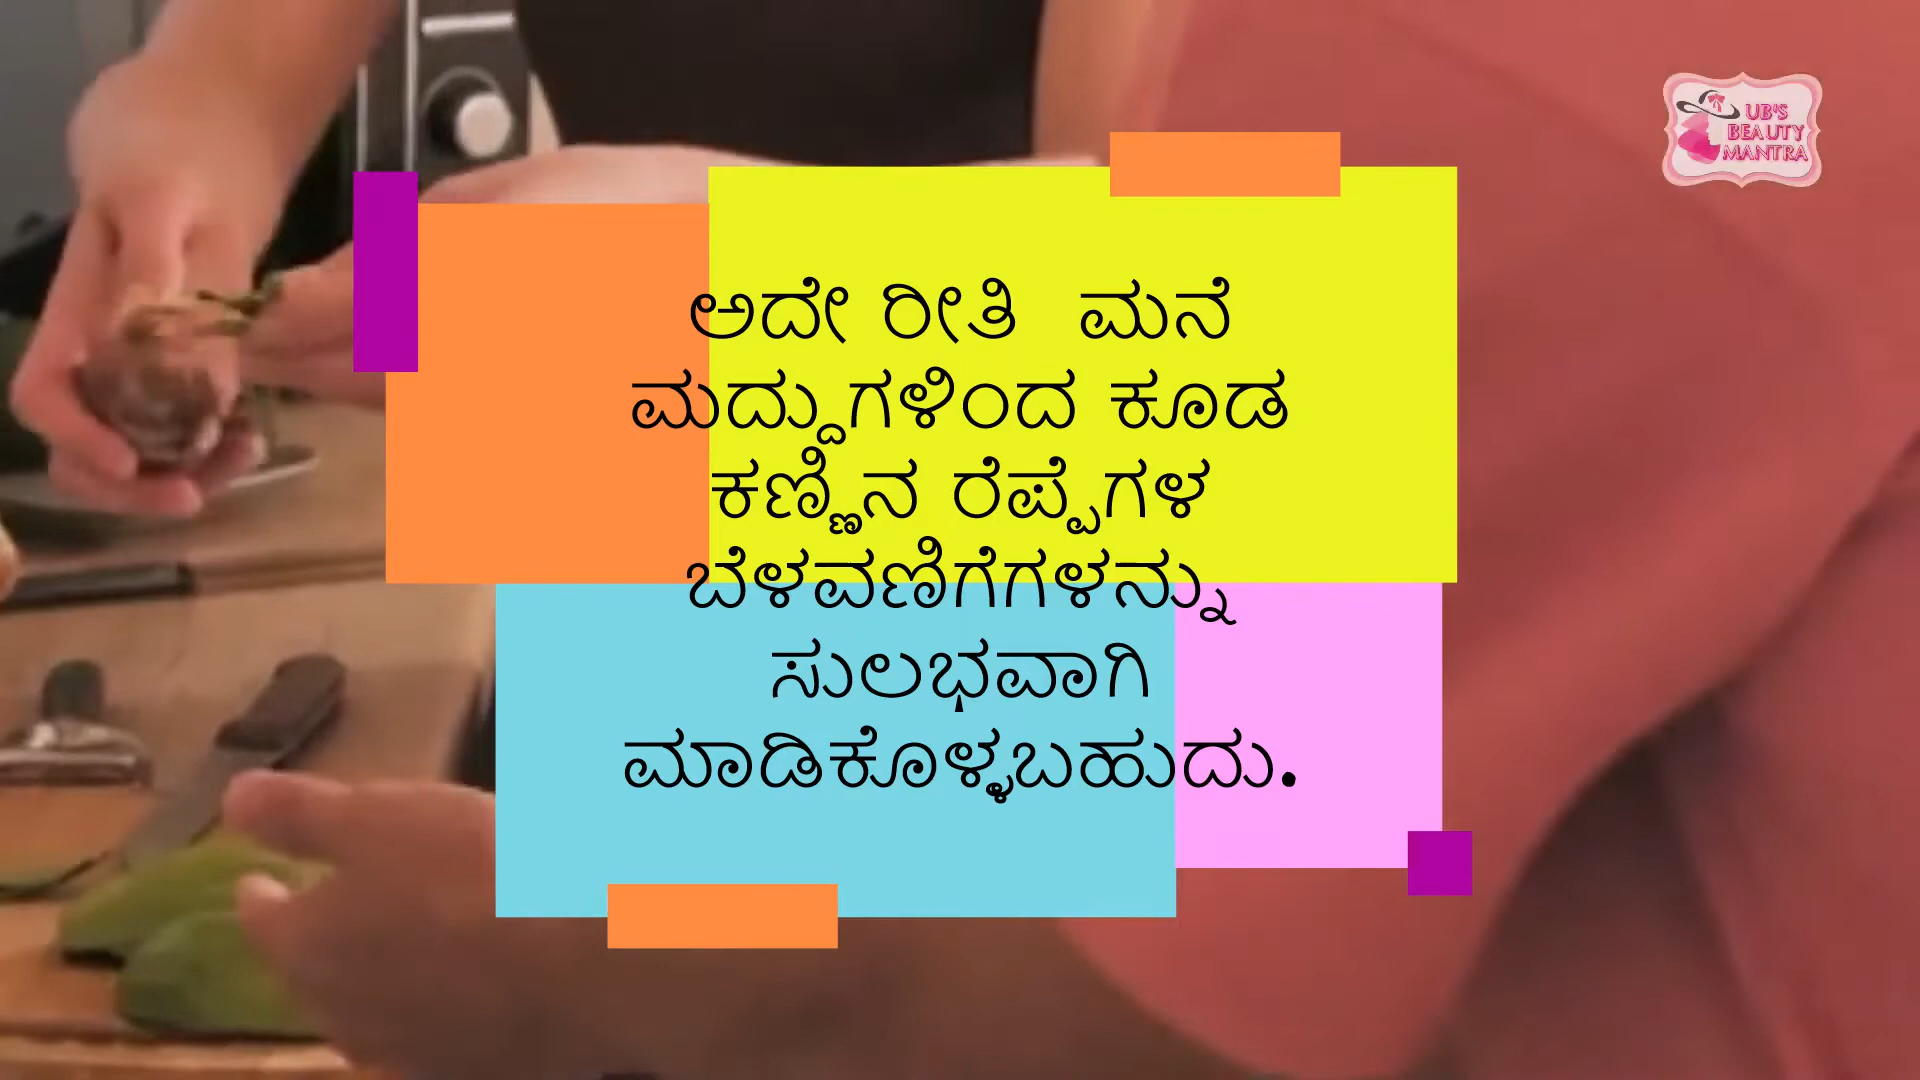 UB'S
BEAUTY
MANTRA
ಅದೇ ರೀತಿ ಮನೆ
ಮದ್ದುಗಳಿಂದ ಕೂಡ
ಕಣ್ಣಿನ ರೆಪ್ಪೆಗಳ
ಬೆಳವಣಿಗೆಗಳನ್ನು
ಸುಲಭವಾಗಿ
ಮಾಡಿಕೊಳ್ಳಬಹುದು.